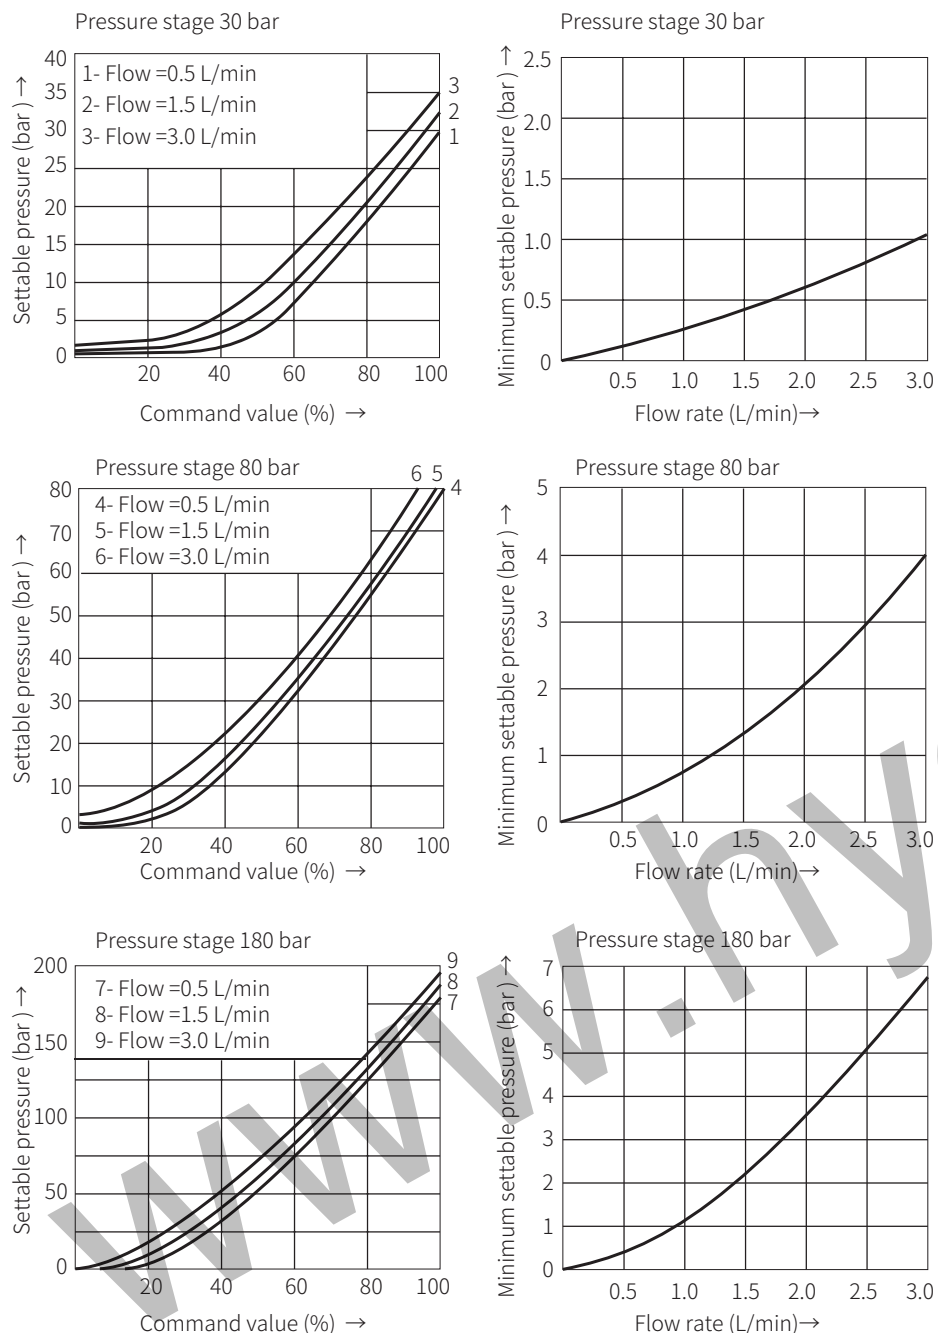 Pressure stage 30 bar
Settable pressure (bar ) →
40
35
30
25
20
15
10
5
0
1- Flow =0.5 L/min
2- Flow =1.5 L/min
3- Flow =3.0 L/min
3
2
1
20 40 60 80 100
Command value (%) →
Pressure stage 30 bar
Minimum settable pressure (bar ) →
2.5
2.0
1.5
1.0
0.5
0
0.5 1.0 1.5 2.0 2.5 3.0
Flow rate (L/min)→
Pressure stage 80 bar
Settable pressure (bar ) →
80
70
60
50
40
30
20
10
0
4- Flow =0.5 L/min
5- Flow =1.5 L/min
6- Flow =3.0 L/min
6 5 4
20 40 60 80 100
Command value (%) →
Pressure stage 80 bar
Minimum settable pressure (bar ) →
5
4
3
2
1
0
0.5 1.0 1.5 2.0 2.5 3.0
Flow rate (L/min)→
Pressure stage 180 bar
Settable pressure (bar ) →
200
150
100
50
0
7- Flow =0.5 L/min
8- Flow =1.5 L/min
9- Flow =3.0 L/min
9
8
7
20 40 60 80 100
Command value (%) →
Pressure stage 180 bar
Minimum settable pressure (bar ) →
7
6
5
4
3
2
1
0
0.5 1.0 1.5 2.0 2.5 3.0
Flow rate (L/min)→
www.hy